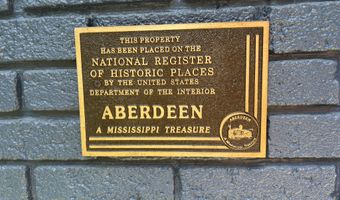 THIS PROPERTY
HAS BEEN PLACED ON THE
NATIONAL REGISTER
OF HISTORIC PLACES
BY THE UNITED STATES
DEPARTMENT OF THE INTERIOR
ABERDEEN
A MISSISSIPPI TREASURE
ABERDEEN